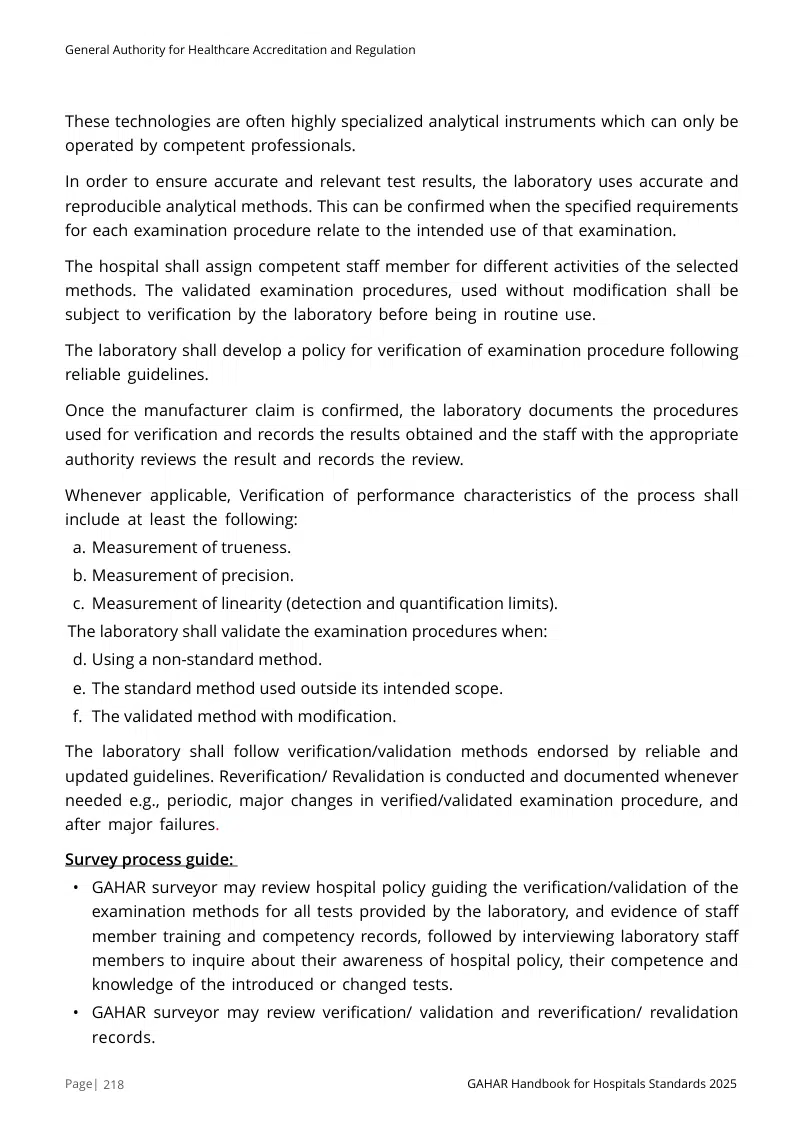 General Authority for Healthcare Accreditation and Regulation
These technologies are often highly specialized analytical instruments which can only be
operated by competent professionals.
In order to ensure accurate and relevant test results, the laboratory uses accurate and
reproducible analytical methods. This can be confirmed when the specified requirements
for each examination procedure relate to the intended use of that examination.
The hospital shall assign competent staff member for different activities of the selected
methods. The validated examination procedures, used without modification shall be
subject to verification by the laboratory before being in routine use.
The laboratory shall develop a policy for verification of examination procedure following
reliable guidelines.
Once the manufacturer claim is confirmed, the laboratory documents the procedures
used for verification and records the results obtained and the staff with the appropriate
authority reviews the result and records the review.
Whenever applicable, Verification of performance characteristics of the process shall
include at least the following:
a. Measurement of trueness.
b. Measurement of precision.
c. Measurement of linearity (detection and quantification limits).
The laboratory shall validate the examination procedures when:
d. Using a non-standard method.
e. The standard method used outside its intended scope.
f. The validated method with modification.
The laboratory shall follow verification/validation methods endorsed by reliable and
updated guidelines. Reverification/ Revalidation is conducted and documented whenever
needed e.g., periodic, major changes in verified/validated examination procedure, and
after major failures.
Survey process guide:
• GAHAR surveyor may review hospital policy guiding the verification/validation of the
examination methods for all tests provided by the laboratory, and evidence of staff
member training and competency records, followed by interviewing laboratory staff
members to inquire about their awareness of hospital policy, their competence and
knowledge of the introduced or changed tests.
• GAHAR surveyor may review verification/ validation and reverification/ revalidation
records.
Page| 218
GAHAR Handbook for Hospitals Standards 2025